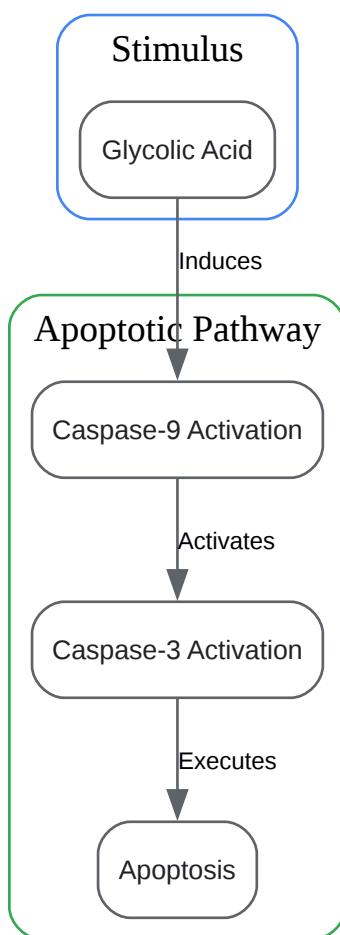 Stimulus
Glycolic Acid
Induces
Apoptotic Pathway
Caspase-9 Activation
Activates
Caspase-3 Activation
Executes
Apoptosis